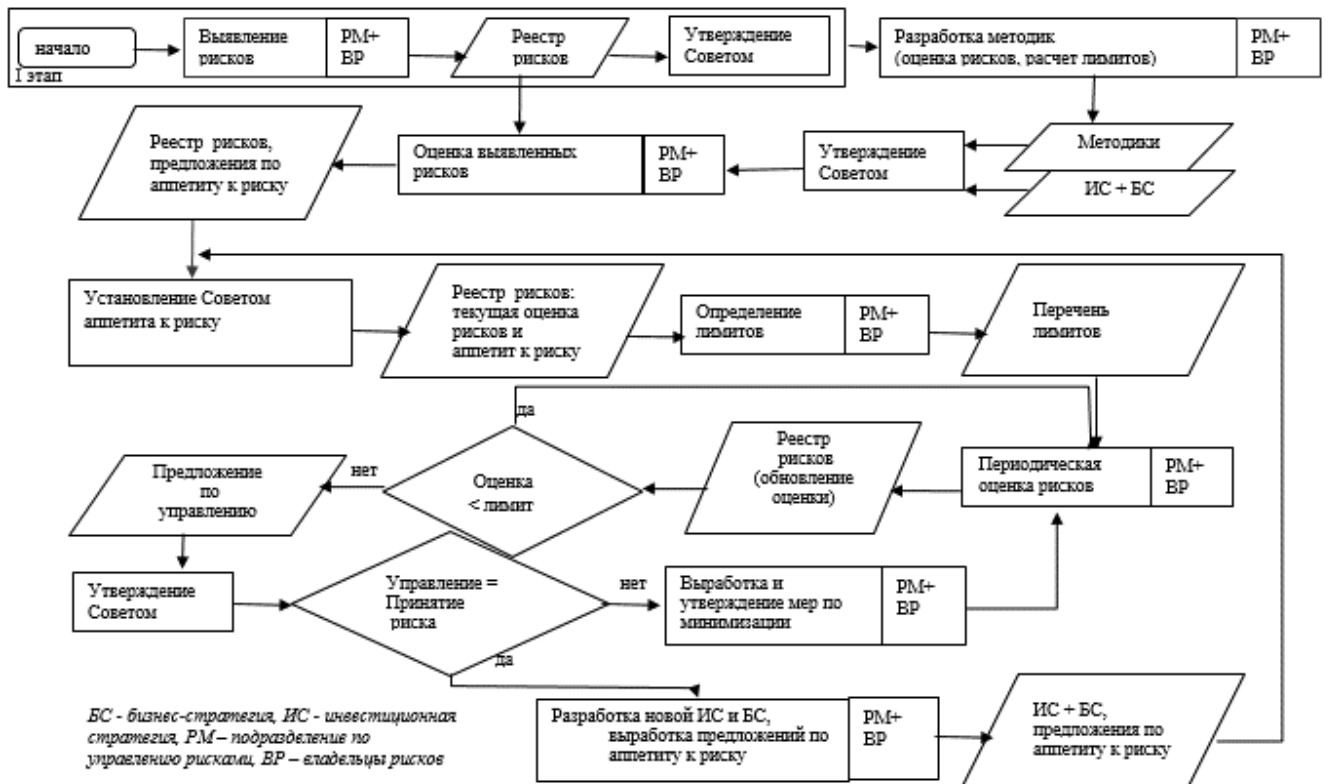 начало
I этап
Выявление
рисков
РМ+
ВР
Реестр
рисков
Утверждение
Советом
Разработка методик
(оценка рисков, расчет лимитов)
РМ+
ВР
Реестр рисков,
предложения по
аппетиту к риску
Оценка выявленных
рисков
РМ+
ВР
Утверждение
Советом
Методики
ИС + БС
Установление Советом
аппетита к риску
Реестр рисков:
текущая оценка
рисков и
аппетит к риску
Определение
лимитов
РМ+
ВР
Перечень
лимитов
да
Предложение
по
управлению
нет
Оценка
< лимит
Реестр
рисков
(обновление
оценки)
Периодическая
оценка рисков
РМ+
ВР
Утверждение
Советом
Управление =
Принятие
риска
нет
Выработка и
утверждение мер по
минимизации
РМ+
ВР
да
БС - бизнес-стратегия, ИС - инвестиционная
стратегия, РМ – подразделение по
управлению рисками, ВР – владельцы рисков
Разработка новой ИС и БС,
выработка предложений по
аппетиту к риску
РМ+
ВР
ИС + БС,
предложения по
аппетиту к риску